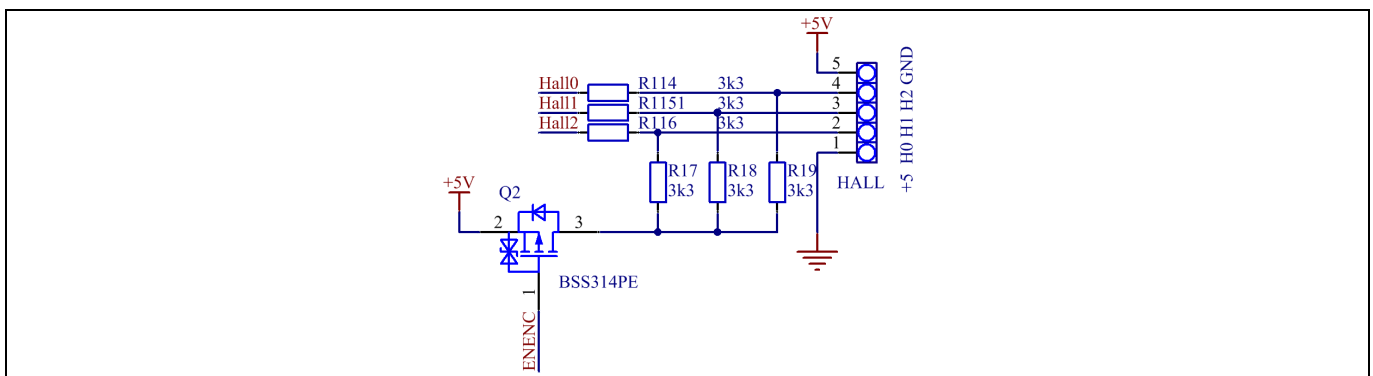 +5V
5
Hall0 R114 3k3 4
Hall1 R1151 3k3 3
Hall2 R116 3k3 2
1
+5 H0 H1 H2 GND
R17 R18 R19
3k3 3k3 3k3
HALL
+5V
Q2
2 3
BSS314PE
1
ENENC